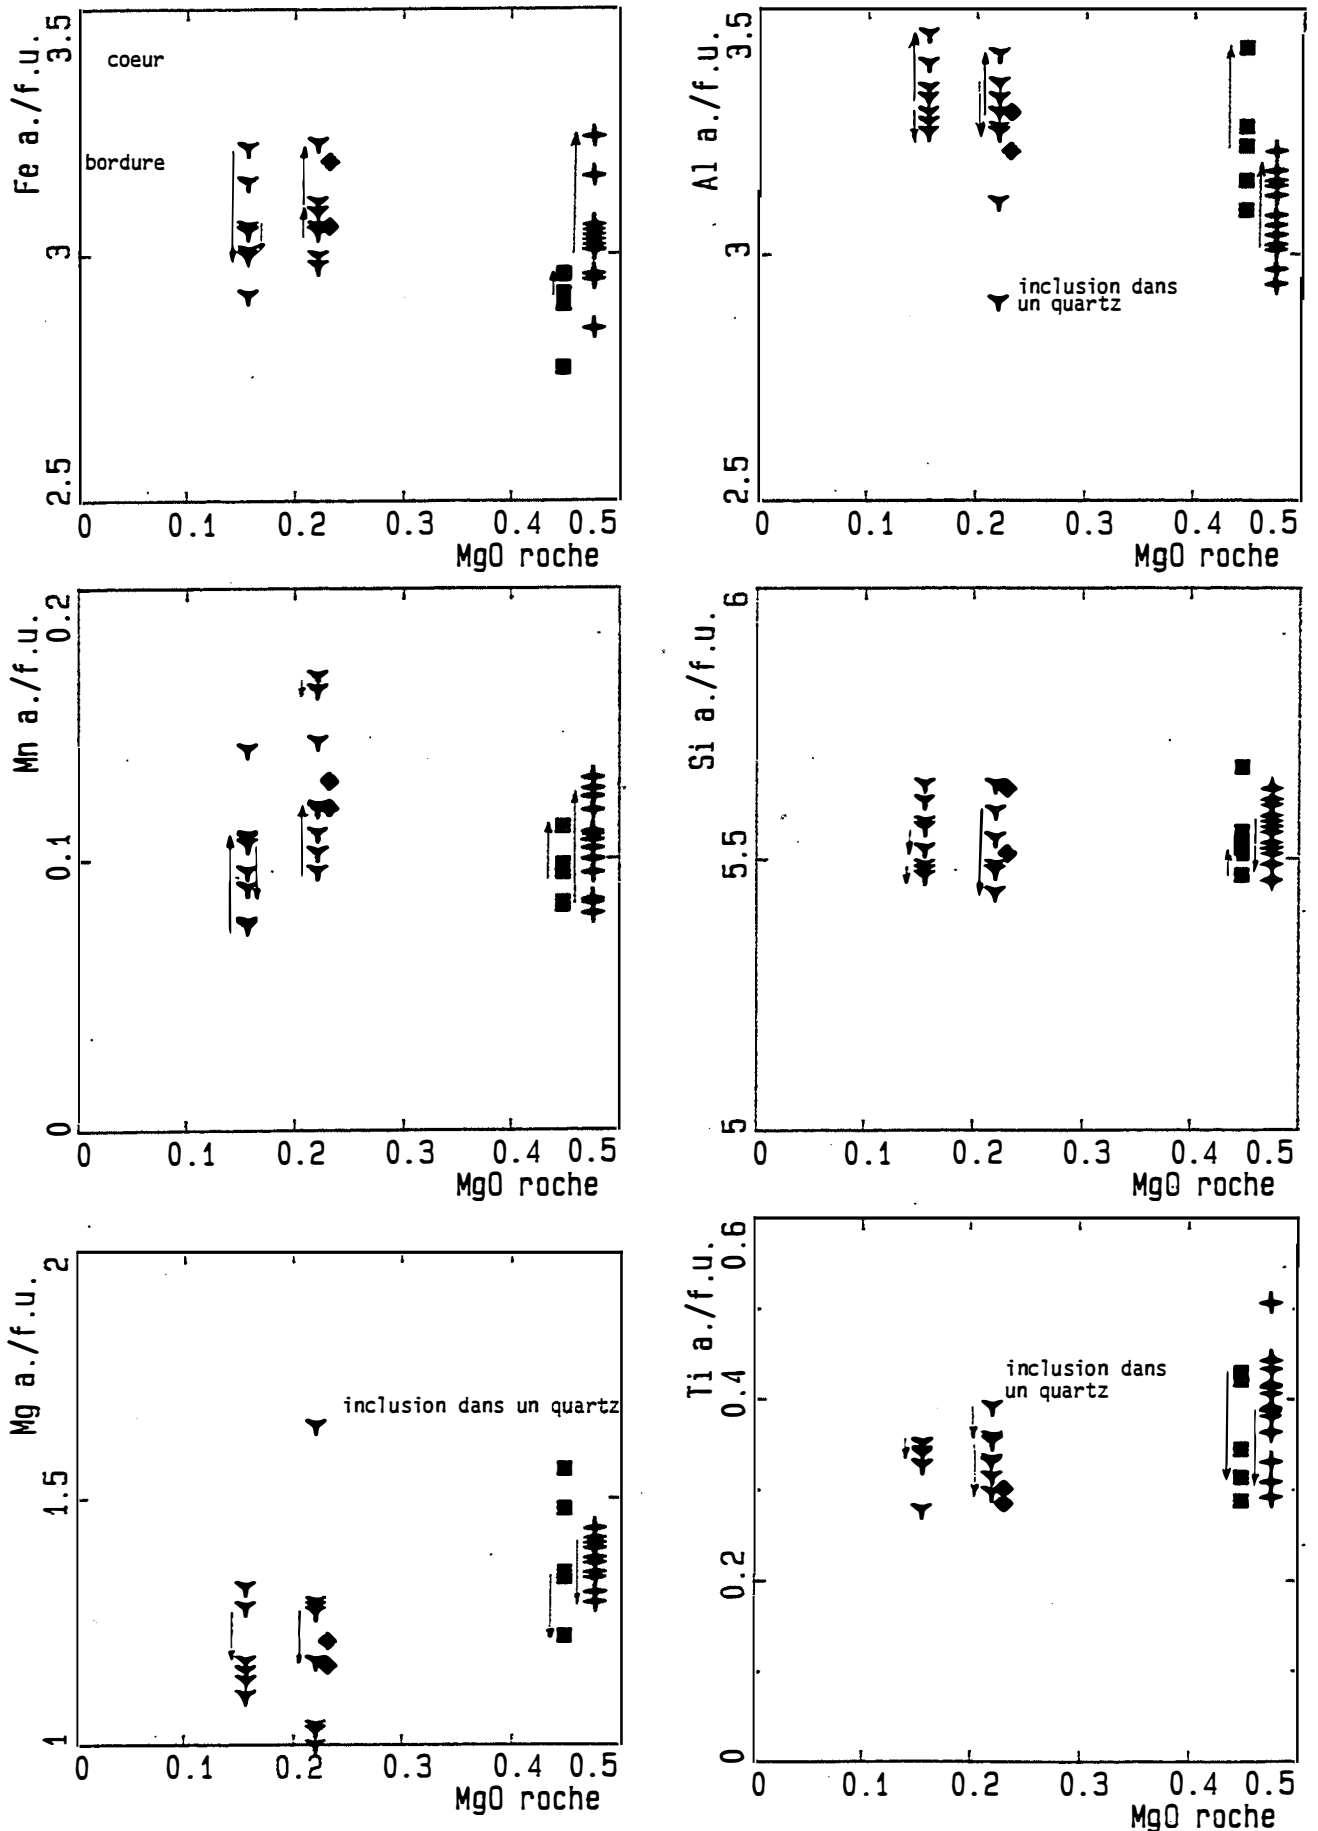 Fe a./f.u.
3.5
3
2.5
coeur
bordure
0 0.1 0.2 0.3 0.4 0.5
MgO roche
Al a./f.u.
3.5
3
2.5
inclusion dans
un quartz
0 0.1 0.2 0.3 0.4 0.5
MgO roche
Mn a./f.u.
0.2
0.1
0
0 0.1 0.2 0.3 0.4 0.5
MgO roche
Si a./f.u.
6
5.5
5
0 0.1 0.2 0.3 0.4 0.5
MgO roche
Mg a./f.u.
2
1.5
1
inclusion dans un quartz
0 0.1 0.2 0.3 0.4 0.5
MgO roche
Ti a./f.u.
0.6
0.4
0.2
0
inclusion dans
un quartz
0 0.1 0.2 0.3 0.4 0.5
MgO roche